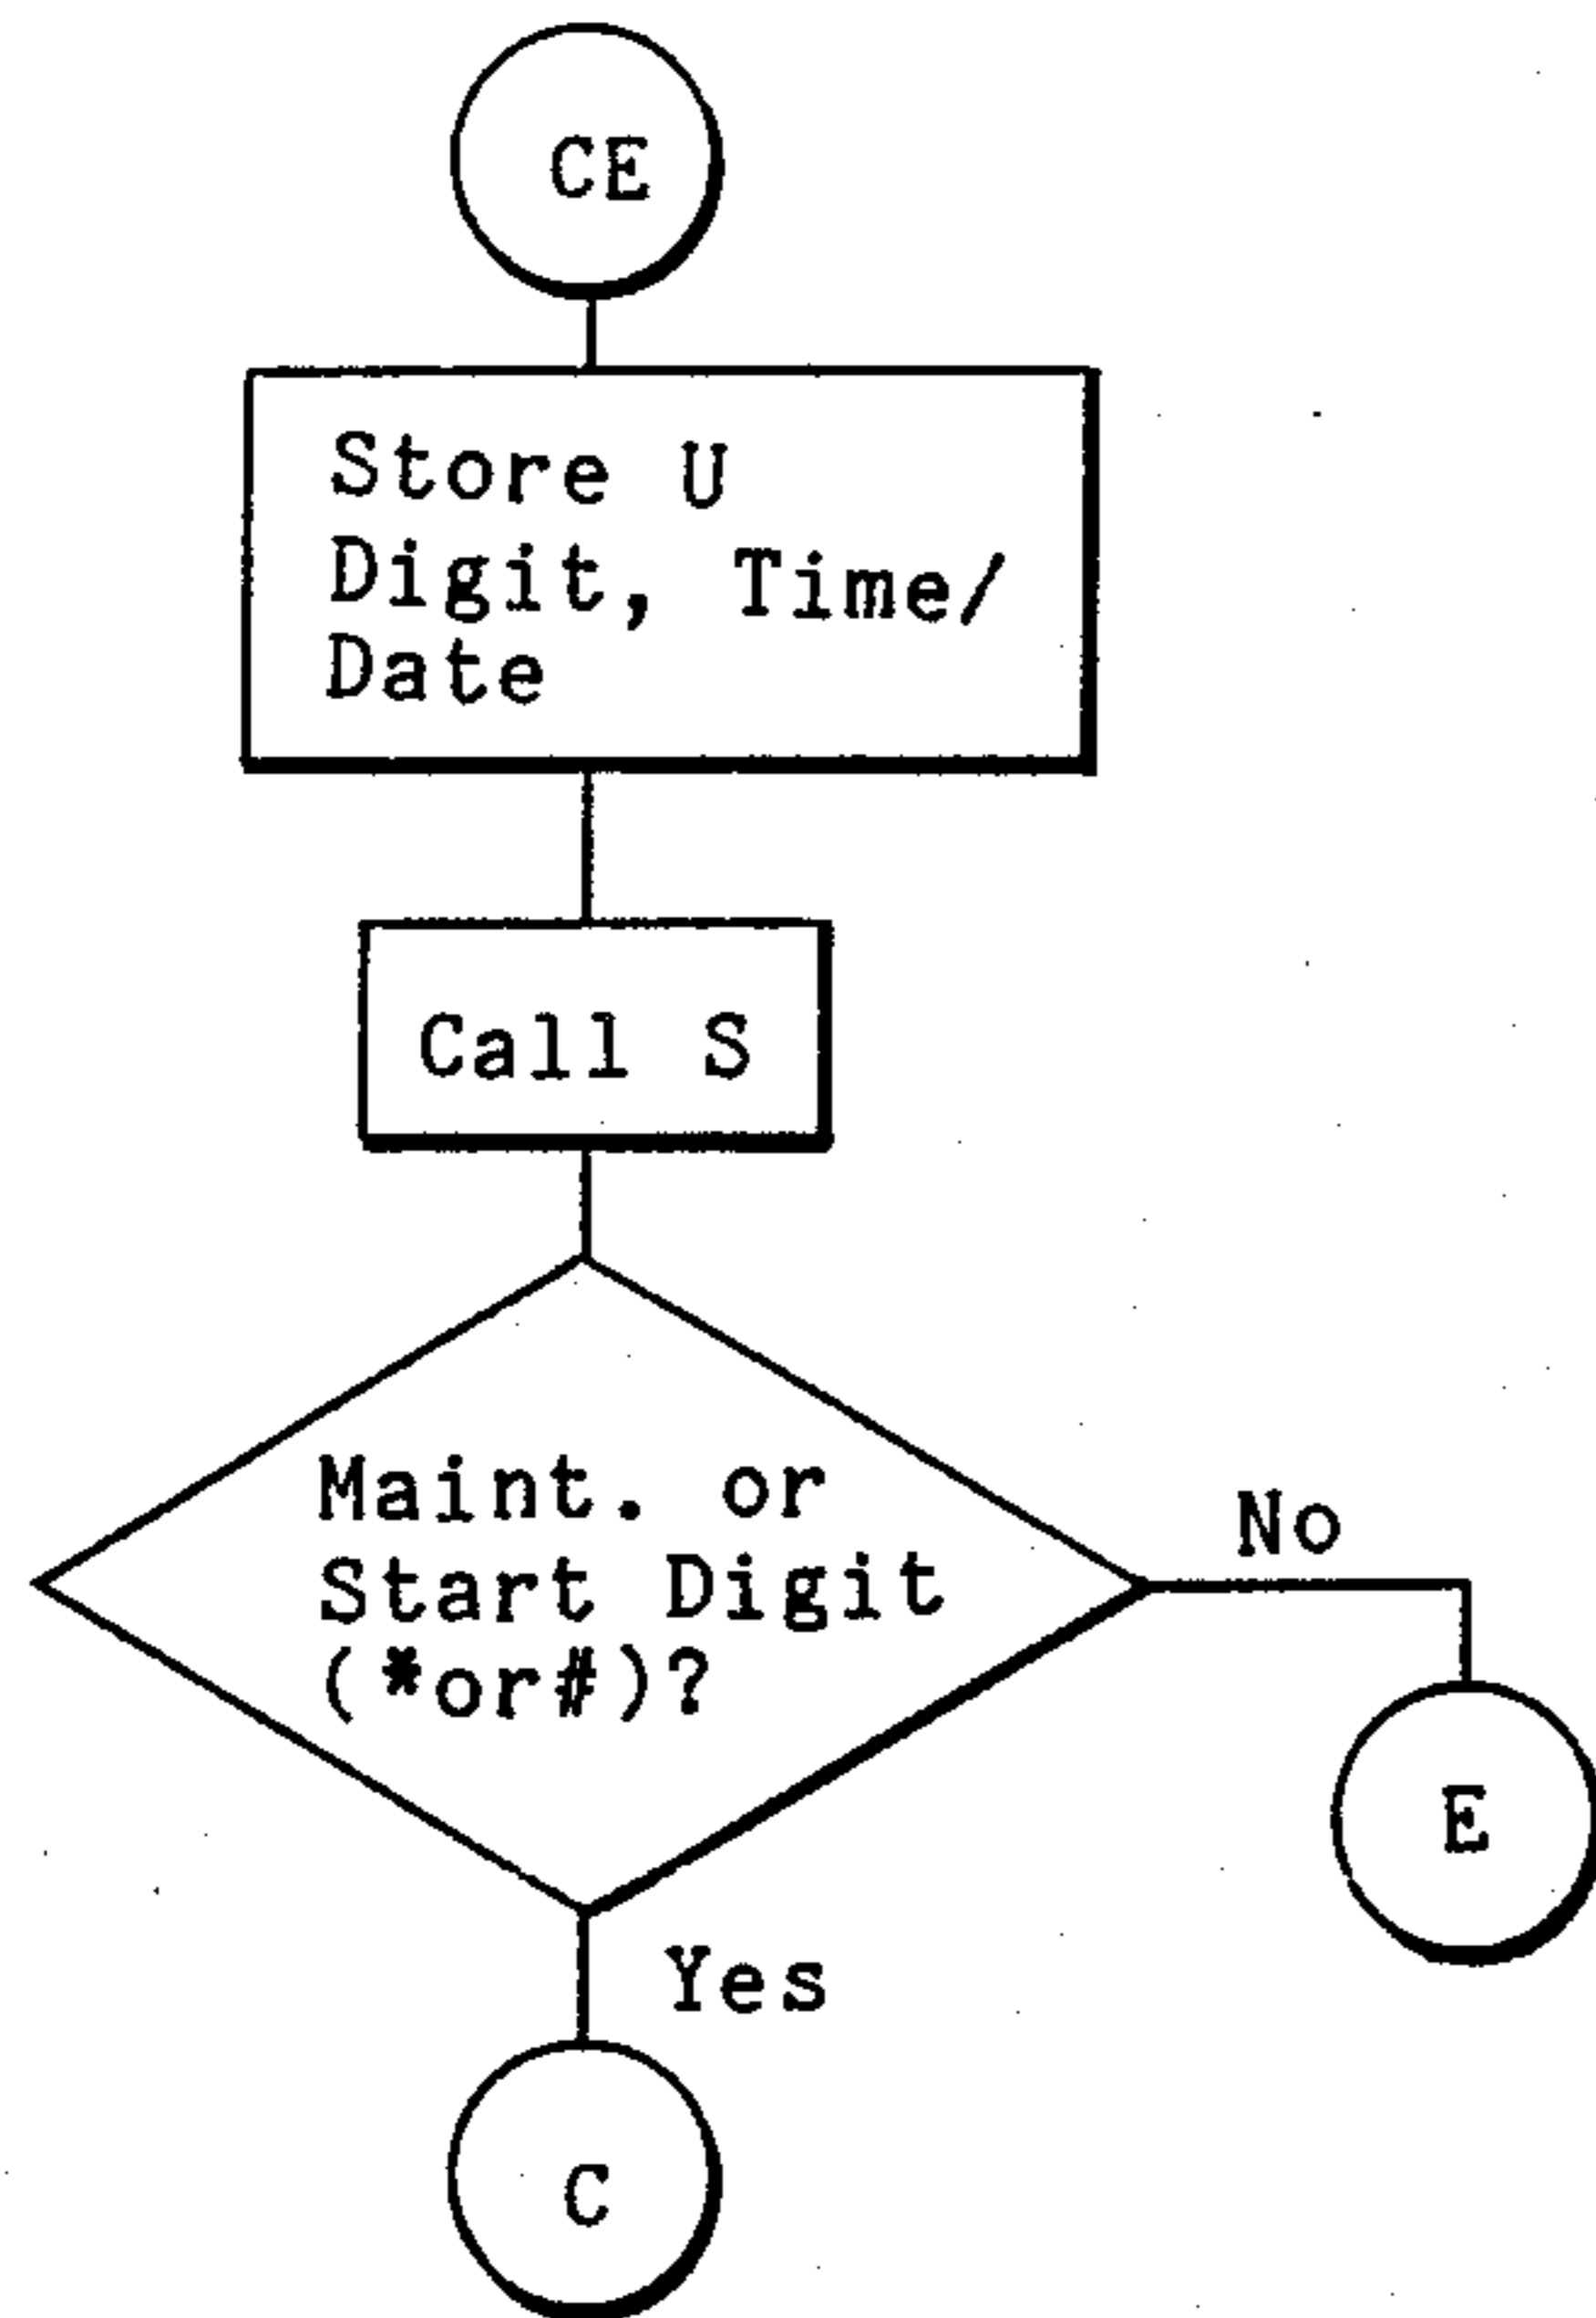 CE
Store U
Digit, Time/
Date
Call S
Maint. or
Start Digit
(*or#)?
No
E
Yes
C